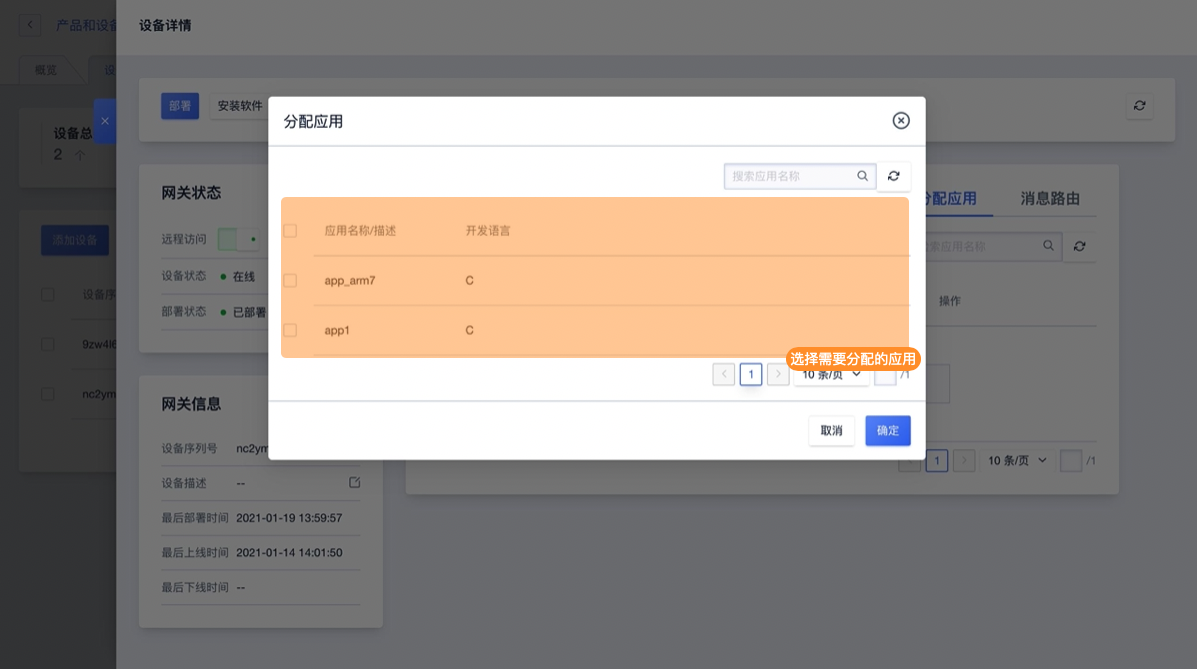 产品和设备
设备详情
概览
设
部署
安装软件
设备总
2
网关状态
远程访问
设备状态
在线
部署状态
已部署
添加设备
设备序
9zw4l6
nc2ym
网关信息
设备序列号
nc2ym
设备描述
--
最后部署时间
2021-01-19 13:59:57
最后上线时间
2021-01-14 14:01:50
最后下线时间
--
分配应用
搜索应用名称
应用名称/描述
开发语言
app_arm7
C
app1
C
选择需要分配的应用
1
10 条/页
/1
取消
确定
分配应用
消息路由
索应用名称
操作
1
10 条/页
/1